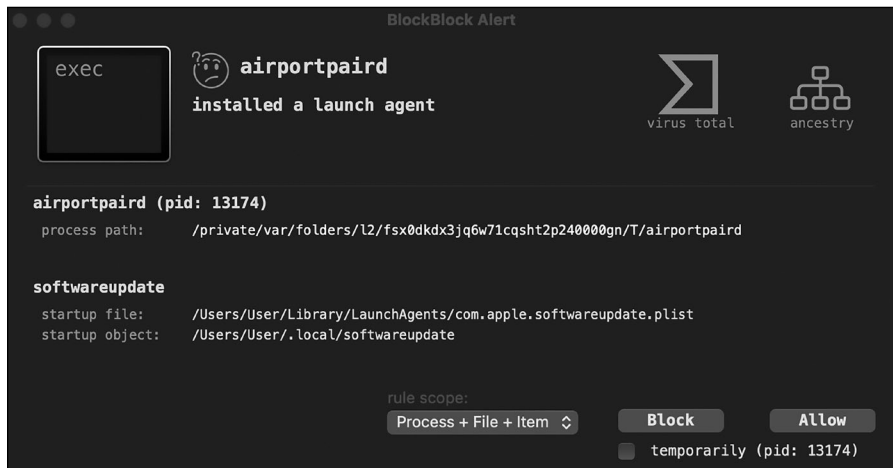 BlockBlock Alert
exec
airportpaird
installed a launch agent
virus total
ancestry
airportpaird (pid: 13174)
process path: /private/var/folders/l2/fsx0dkdx3jq6w71cqsht2p240000gn/T/airportpaird
softwareupdate
startup file: /Users/User/Library/LaunchAgents/com.apple.softwareupdate.plist
startup object: /Users/User/.local/softwareupdate
rule scope:
Process + File + Item
Block
Allow
temporarily (pid: 13174)